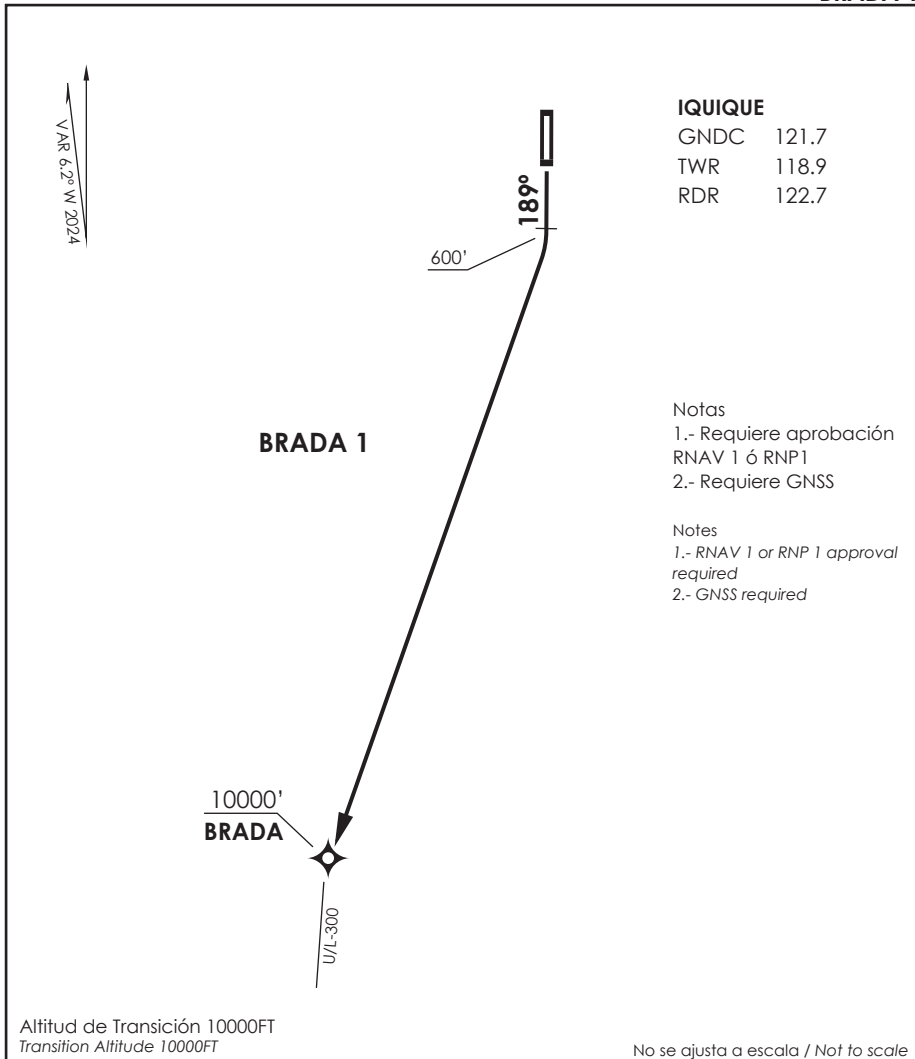 VAR 6.2° W 2024
IQUIQUE
GNDC 121.7
TWR 118.9
RDR 122.7
189°
600'
BRADA 1
Notas
1.- Requiere aprobación
RNAV 1 ó RNP1
2.- Requiere GNSS
Notes
1.- RNAV 1 or RNP 1 approval
required
2.- GNSS required
10000'
BRADA
U/L-300
Altitud de Transición 10000FT
Transition Altitude 10000FT
No se ajusta a escala / Not to scale